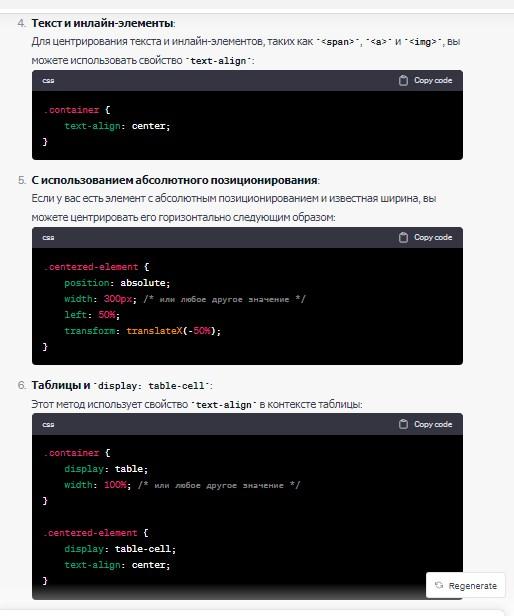 4. Текст и инлайн-элементы:
Для центрирования текста и инлайн-элементов, таких как `<span>`, `<a>` и `<img>`, вы
можете использовать свойство `text-align`:
css Copy code
.container {
text-align: center;
}
5. С использованием абсолютного позиционирования:
Если у вас есть элемент с абсолютным позиционированием и известная ширина, вы
можете центрировать его горизонтально следующим образом:
css Copy code
.centered-element {
position: absolute;
width: 300px; /* или любое другое значение */
left: 50%;
transform: translateX(-50%);
}
6. Таблицы и `display: table-cell`:
Этот метод использует свойство `text-align` в контексте таблицы:
css Copy code
.container {
display: table;
width: 100%; /* или любое другое значение */
}
.centered-element {
display: table-cell;
text-align: center;
}
Regenerate